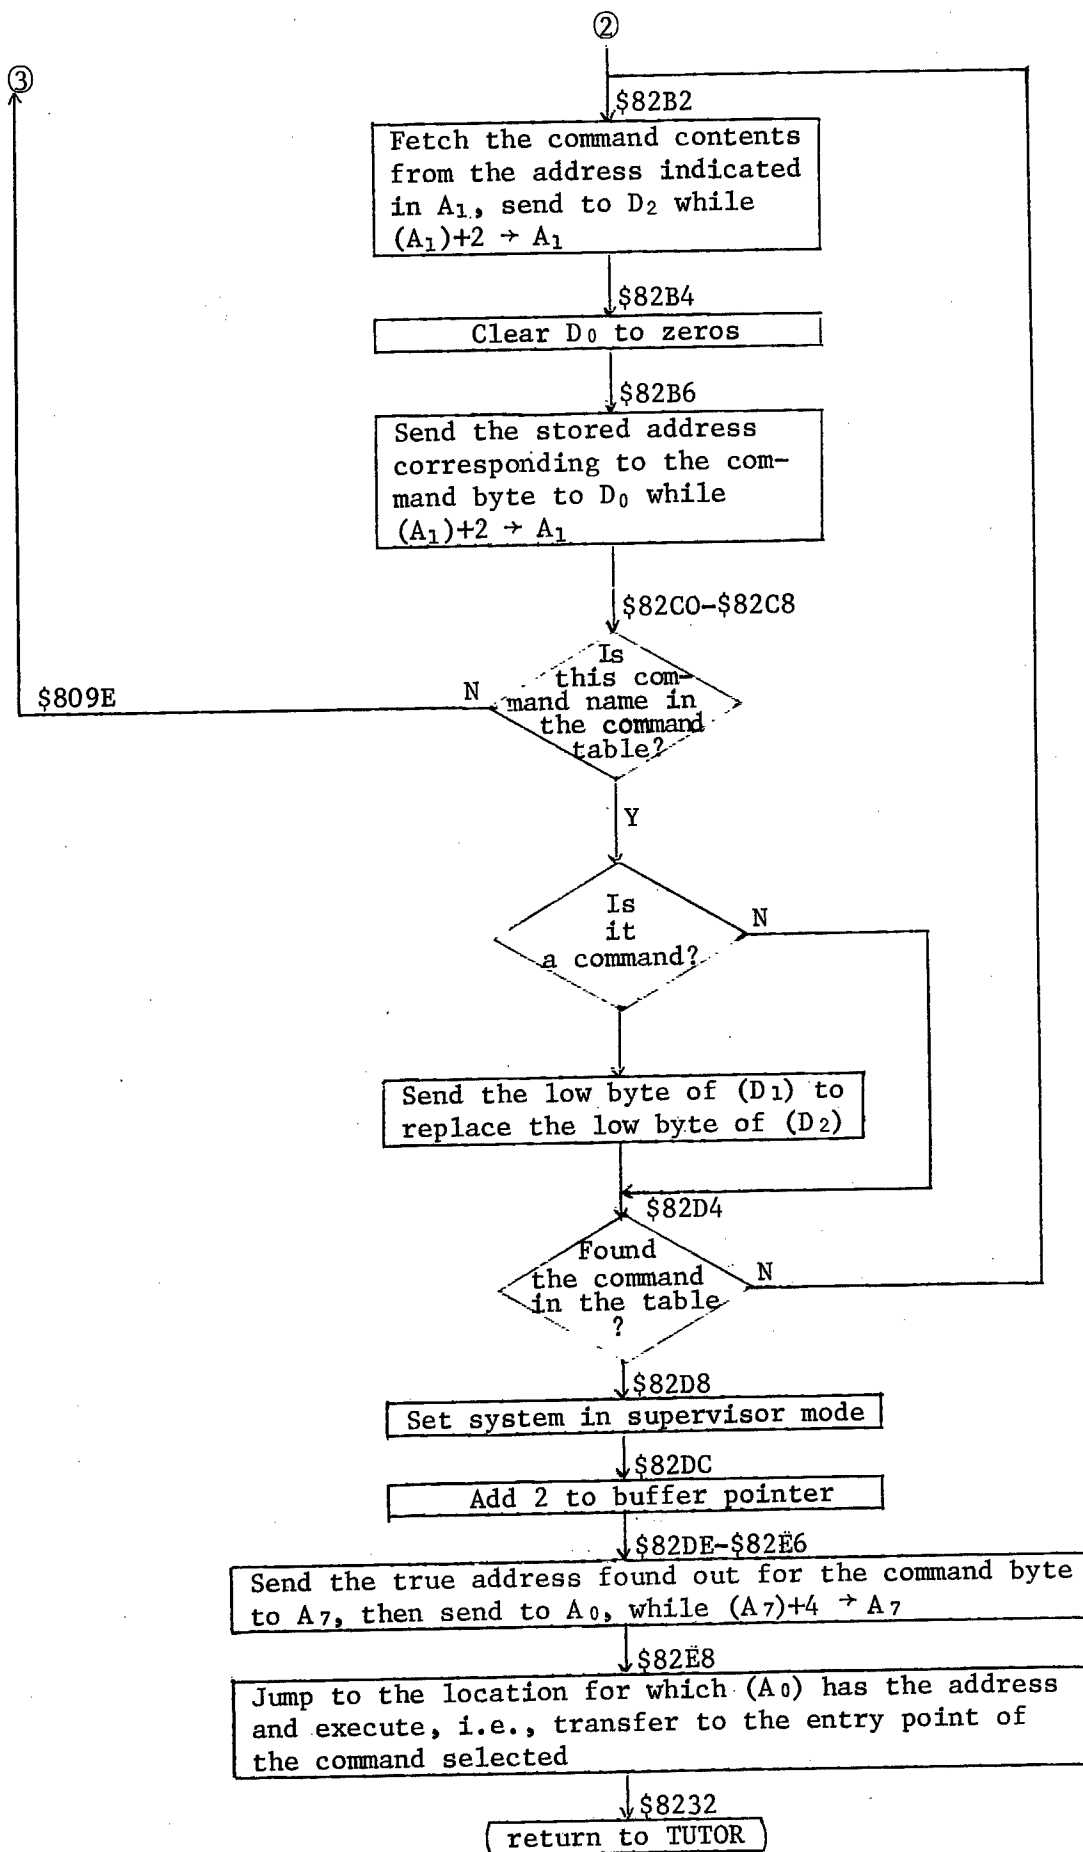 ②
③
$82B2
Fetch the command contents
from the address indicated
in A1, send to D2 while
(A1)+2 → A1
$82B4
Clear D0 to zeros
$82B6
Send the stored address
corresponding to the com-
mand byte to D0 while
(A1)+2 → A1
$82C0-$82C8
Is
this com-
mand name in
the command
table?
N
$809E
Y
Is
it
a command?
N
Send the low byte of (D1) to
replace the low byte of (D2)
$82D4
Found
the command
in the table
?
N
$82D8
Set system in supervisor mode
$82DC
Add 2 to buffer pointer
$82DE-$82E6
Send the true address found out for the command byte
to A7, then send to A0, while (A7)+4 → A7
$82E8
Jump to the location for which (A0) has the address
and execute, i.e., transfer to the entry point of
the command selected
$8232
return to TUTOR